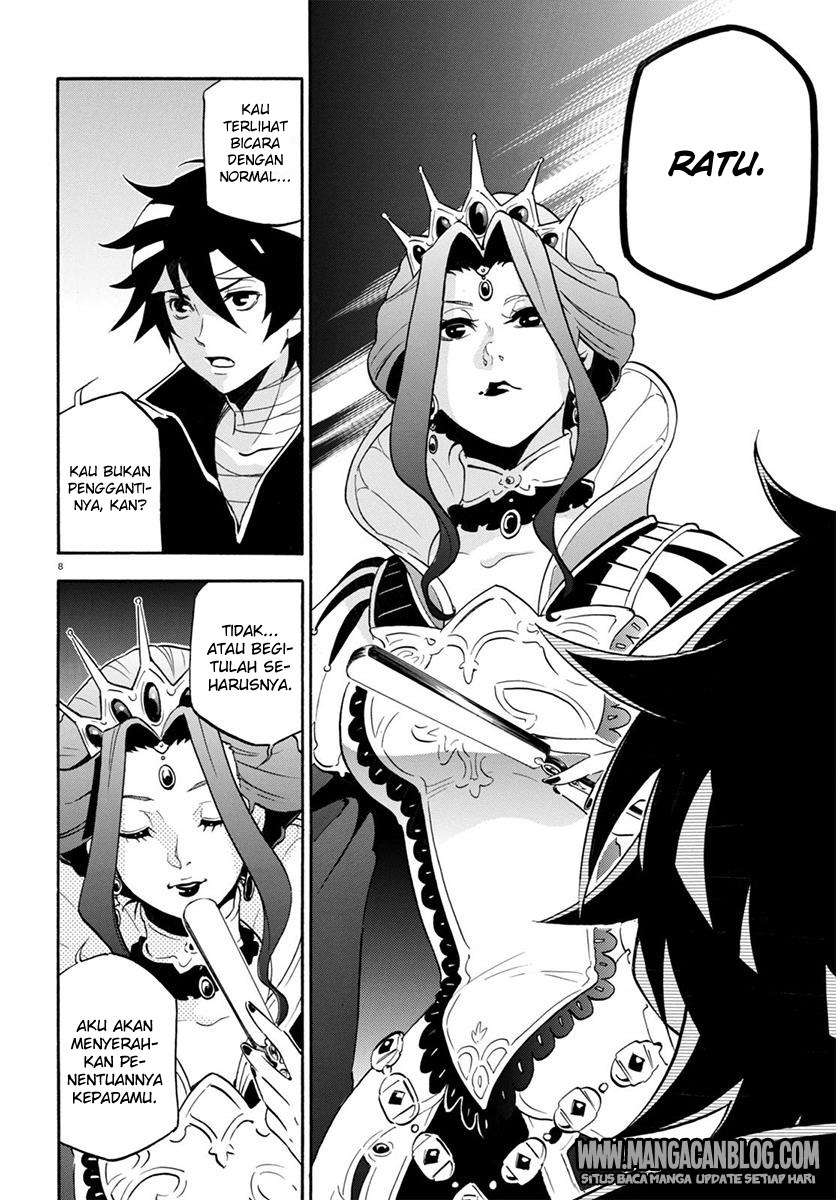 RATU.
KAU
TERLIHAT
BICARA
DENGAN
NORMAL...
KAU BUKAN
PENGGANTI-
NYA, KAN?
8
TIDAK...
ATAU BEGI-
TULAH SE-
HARUSNYA.
AKU AKAN
MENYERAH-
KAN PE-
NENTUANNYA
KEPADAMU.
WWW.MANGACANBLOG.COM
SITUS BACA MANGA UPDATE SETIAP HARI